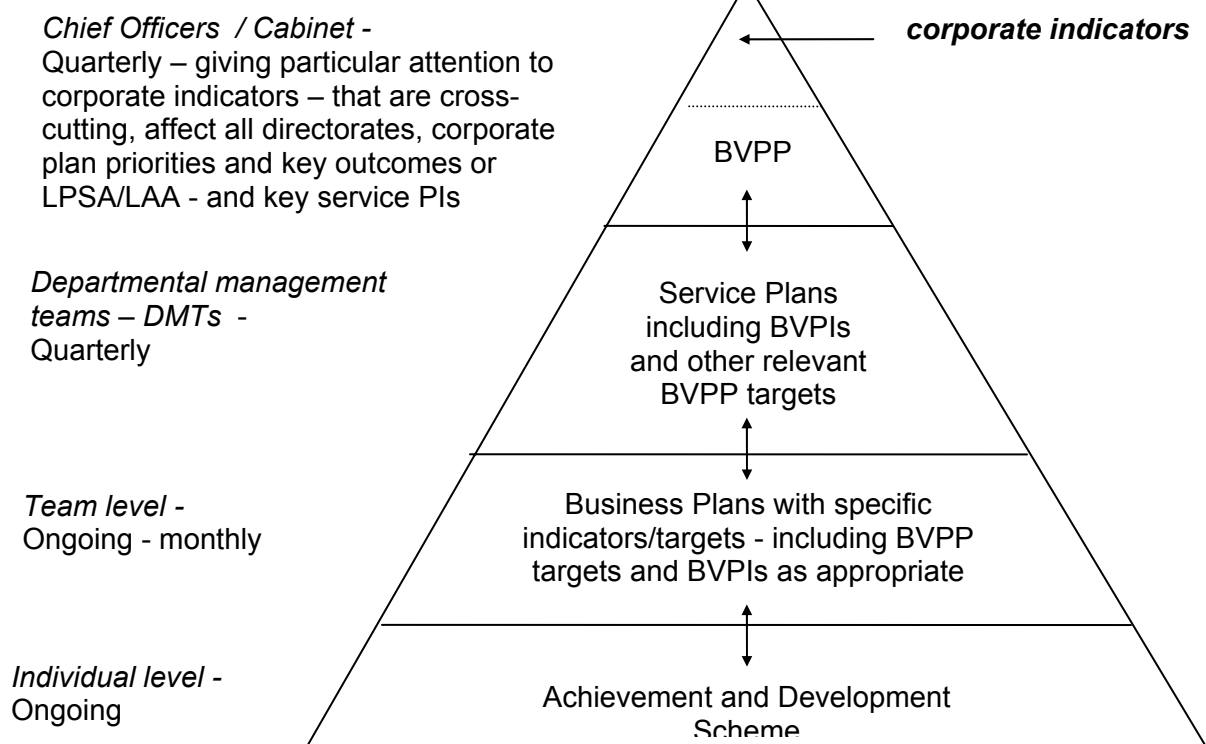 Chief Officers / Cabinet -
Quarterly – giving particular attention to
corporate indicators – that are cross-
cutting, affect all directorates, corporate
plan priorities and key outcomes or
LPSA/LAA - and key service PIs
corporate indicators
BVPP
Departmental management
teams – DMTs -
Quarterly
Service Plans
including BVPIs
and other relevant
BVPP targets
Team level -
Ongoing - monthly
Business Plans with specific
indicators/targets - including BVPP
targets and BVPIs as appropriate
Individual level -
Ongoing
Achievement and Development
Scheme